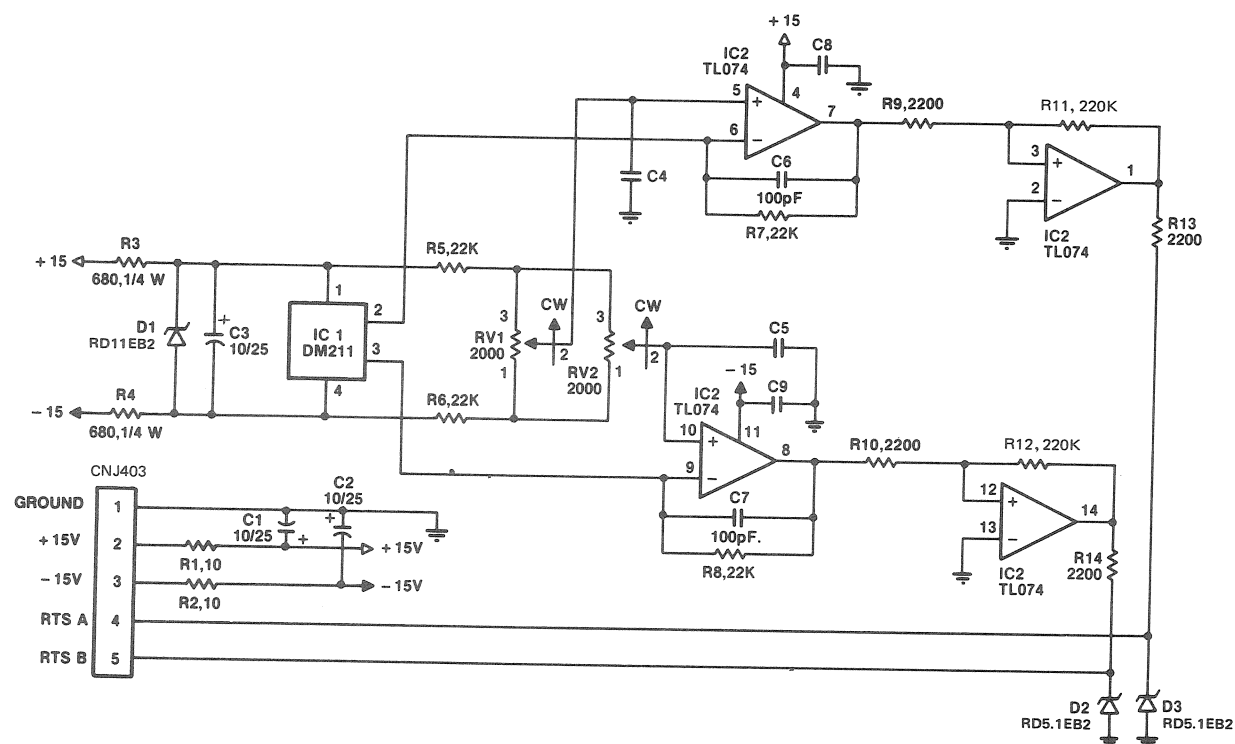 + 15
C8
IC2
TL074
4
5
+
6
−
7
R9,2200
R11, 220K
3
+
2
−
1
IC2
TL074
R13
2200
C4
C6
100pF
R7,22K
R3
+ 15
680,1/4 W
R5,22K
1
2
IC 1
DM211
3
4
D1
RD11EB2
+
C3
10/25
CW
3
RV1
2000
1
2
CW
3
RV2
2000
1
2
C5
− 15
C9
IC2
TL074
11
10
+
9
−
8
R10,2200
R12, 220K
12
+
13
−
14
IC2
TL074
R14
2200
R4
− 15
680,1/4 W
R6,22K
C7
100pF.
R8,22K
CNJ403
GROUND
1
C1
10/25
+
C2
10/25
+
+ 15V
2
R1,10
+ 15V
− 15V
3
R2,10
− 15V
RTS A
4
RTS B
5
D2
RD5.1EB2
D3
RD5.1EB2